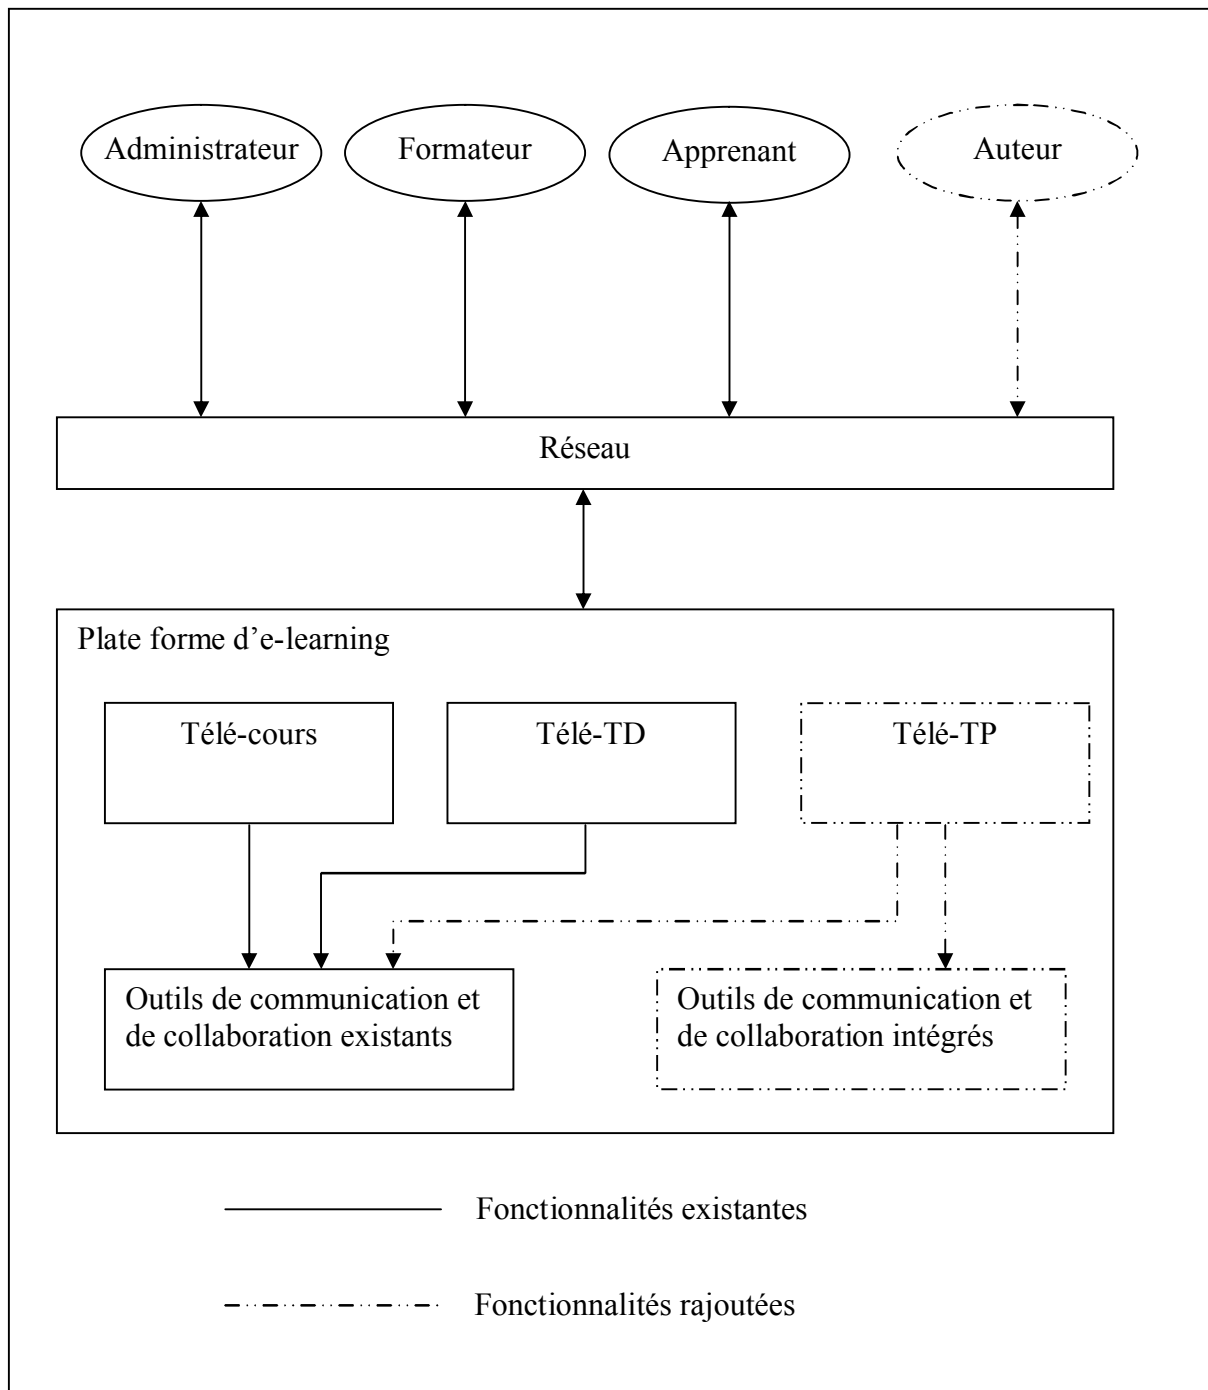 Administrateur
Formateur
Apprenant
Auteur
Réseau
Plate forme d’e-learning
Télé-cours
Télé-TD
Télé-TP
Outils de communication et
de collaboration existants
Outils de communication et
de collaboration intégrés
Fonctionnalités existantes
Fonctionnalités rajoutées